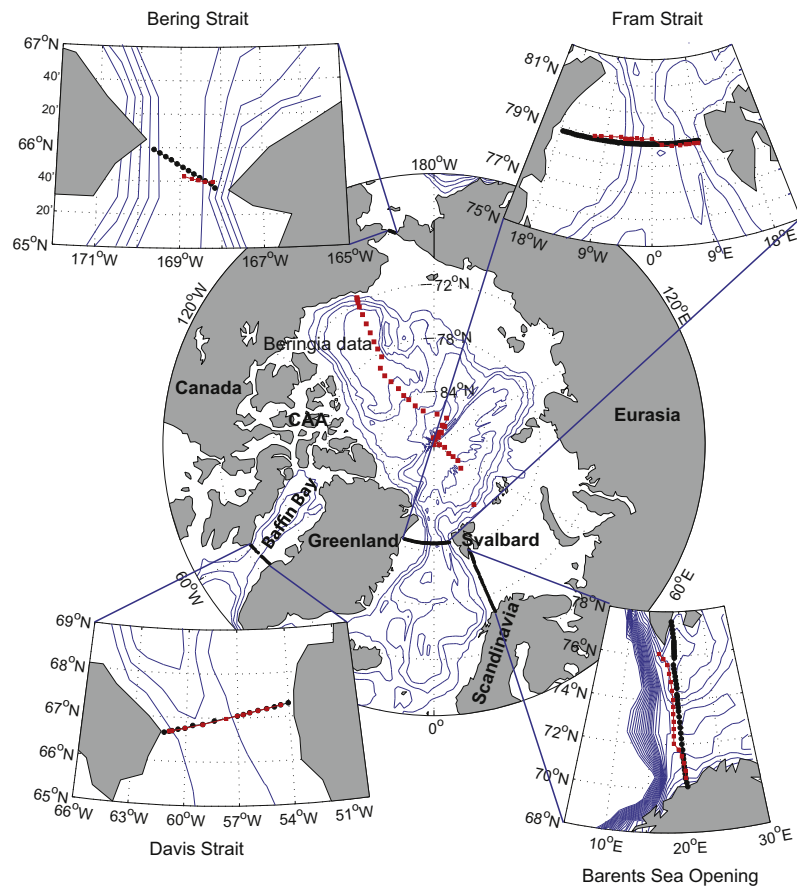 Bering Strait
67°N
40'
20'
66°N
40'
20'
65°N
171°W
169°W
167°W
165°W
Fram Strait
81°N
79°N
77°N
75°N
18°W
9°W
0°
9°E
18°E
180°W
120°W
120°E
72°N
78°N
84°N
Beringia data
Canada
CAA
Eurasia
Baffin Bay
Greenland
Svalbard
Scandinavia
60°W
60°E
0°
69°N
68°N
67°N
66°N
65°N
66°W
63°W
60°W
57°W
54°W
51°W
Davis Strait
78°N
76°N
74°N
72°N
70°N
68°N
10°E
20°E
30°E
Barents Sea Opening